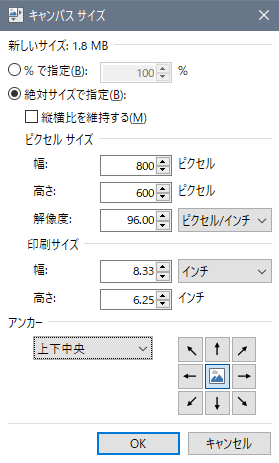 キャンバス サイズ
新しいサイズ: 1.8 MB
% で指定(B): 100 %
絶対サイズで指定(B):
縦横比を維持する(M)
ピクセル サイズ
幅: 800 ピクセル
高さ: 600 ピクセル
解像度: 96.00 ピクセル/インチ
印刷サイズ
幅: 8.33 インチ
高さ: 6.25 インチ
アンカー
上下中央
OK キャンセル